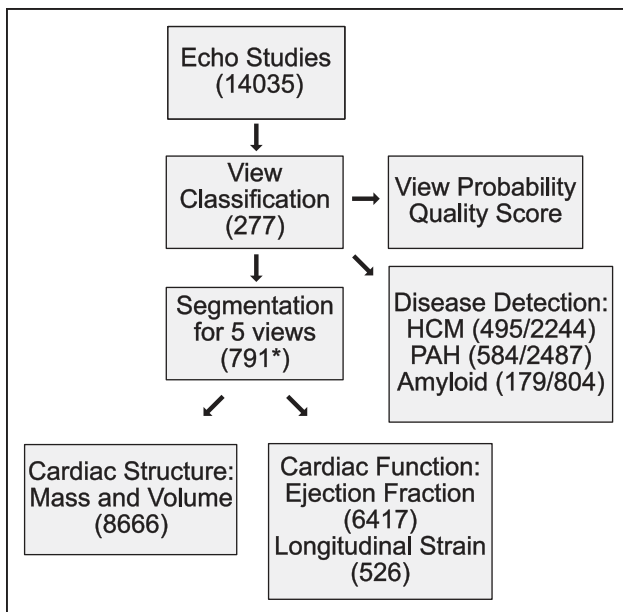 Echo Studies
(14035)
View
Classification
(277)
View Probability
Quality Score
Segmentation
for 5 views
(791*)
Disease Detection:
HCM (495/2244)
PAH (584/2487)
Amyloid (179/804)
Cardiac Structure:
Mass and Volume
(8666)
Cardiac Function:
Ejection Fraction
(6417)
Longitudinal Strain
(526)